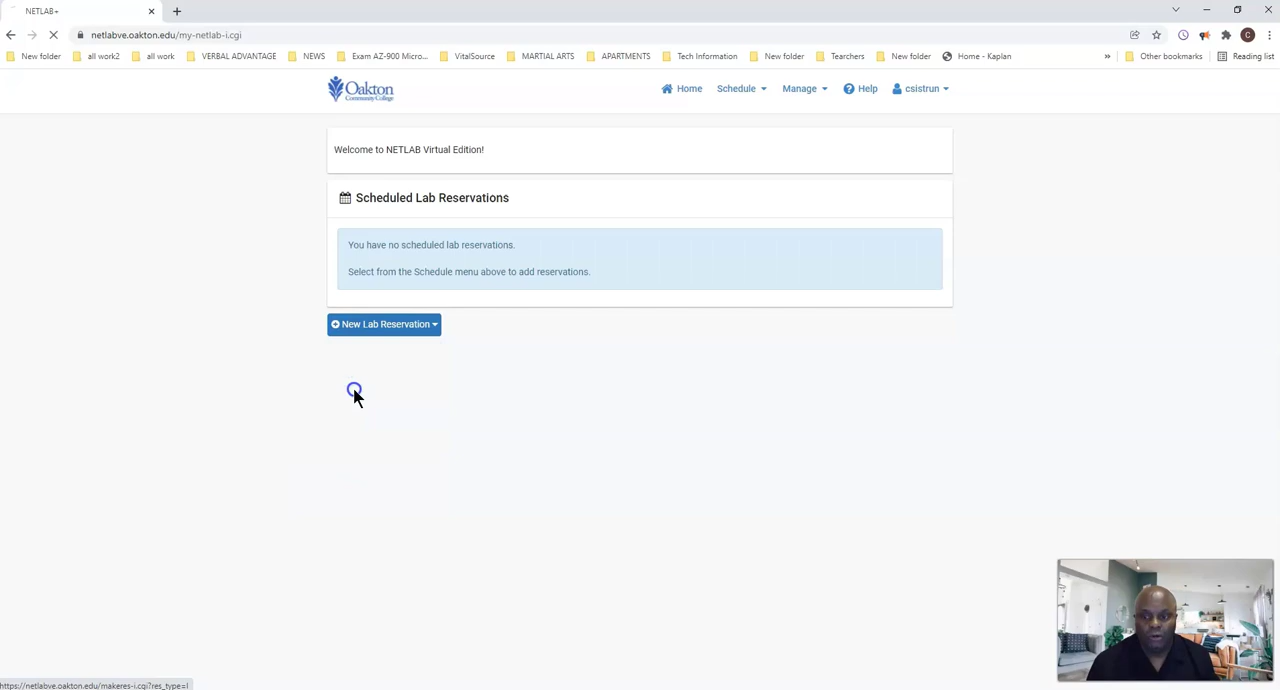 NETLAB+
netlabve.oakton.edu/my-netlab-i.cgi
New folder all work2 all work VERBAL ADVANTAGE NEWS Exam AZ-900 Micro... VitalSource MARTIAL ARTS APARTMENTS Tech Information New folder Tearchers New folder Home - Kaplan » Other bookmarks Reading list
Oakton
Community College
Home Schedule Manage Help csistrun
Welcome to NETLAB Virtual Edition!
Scheduled Lab Reservations
You have no scheduled lab reservations.
Select from the Schedule menu above to add reservations.
New Lab Reservation
https://netlabve.oakton.edu/makeres-i.cgi?res_type=I